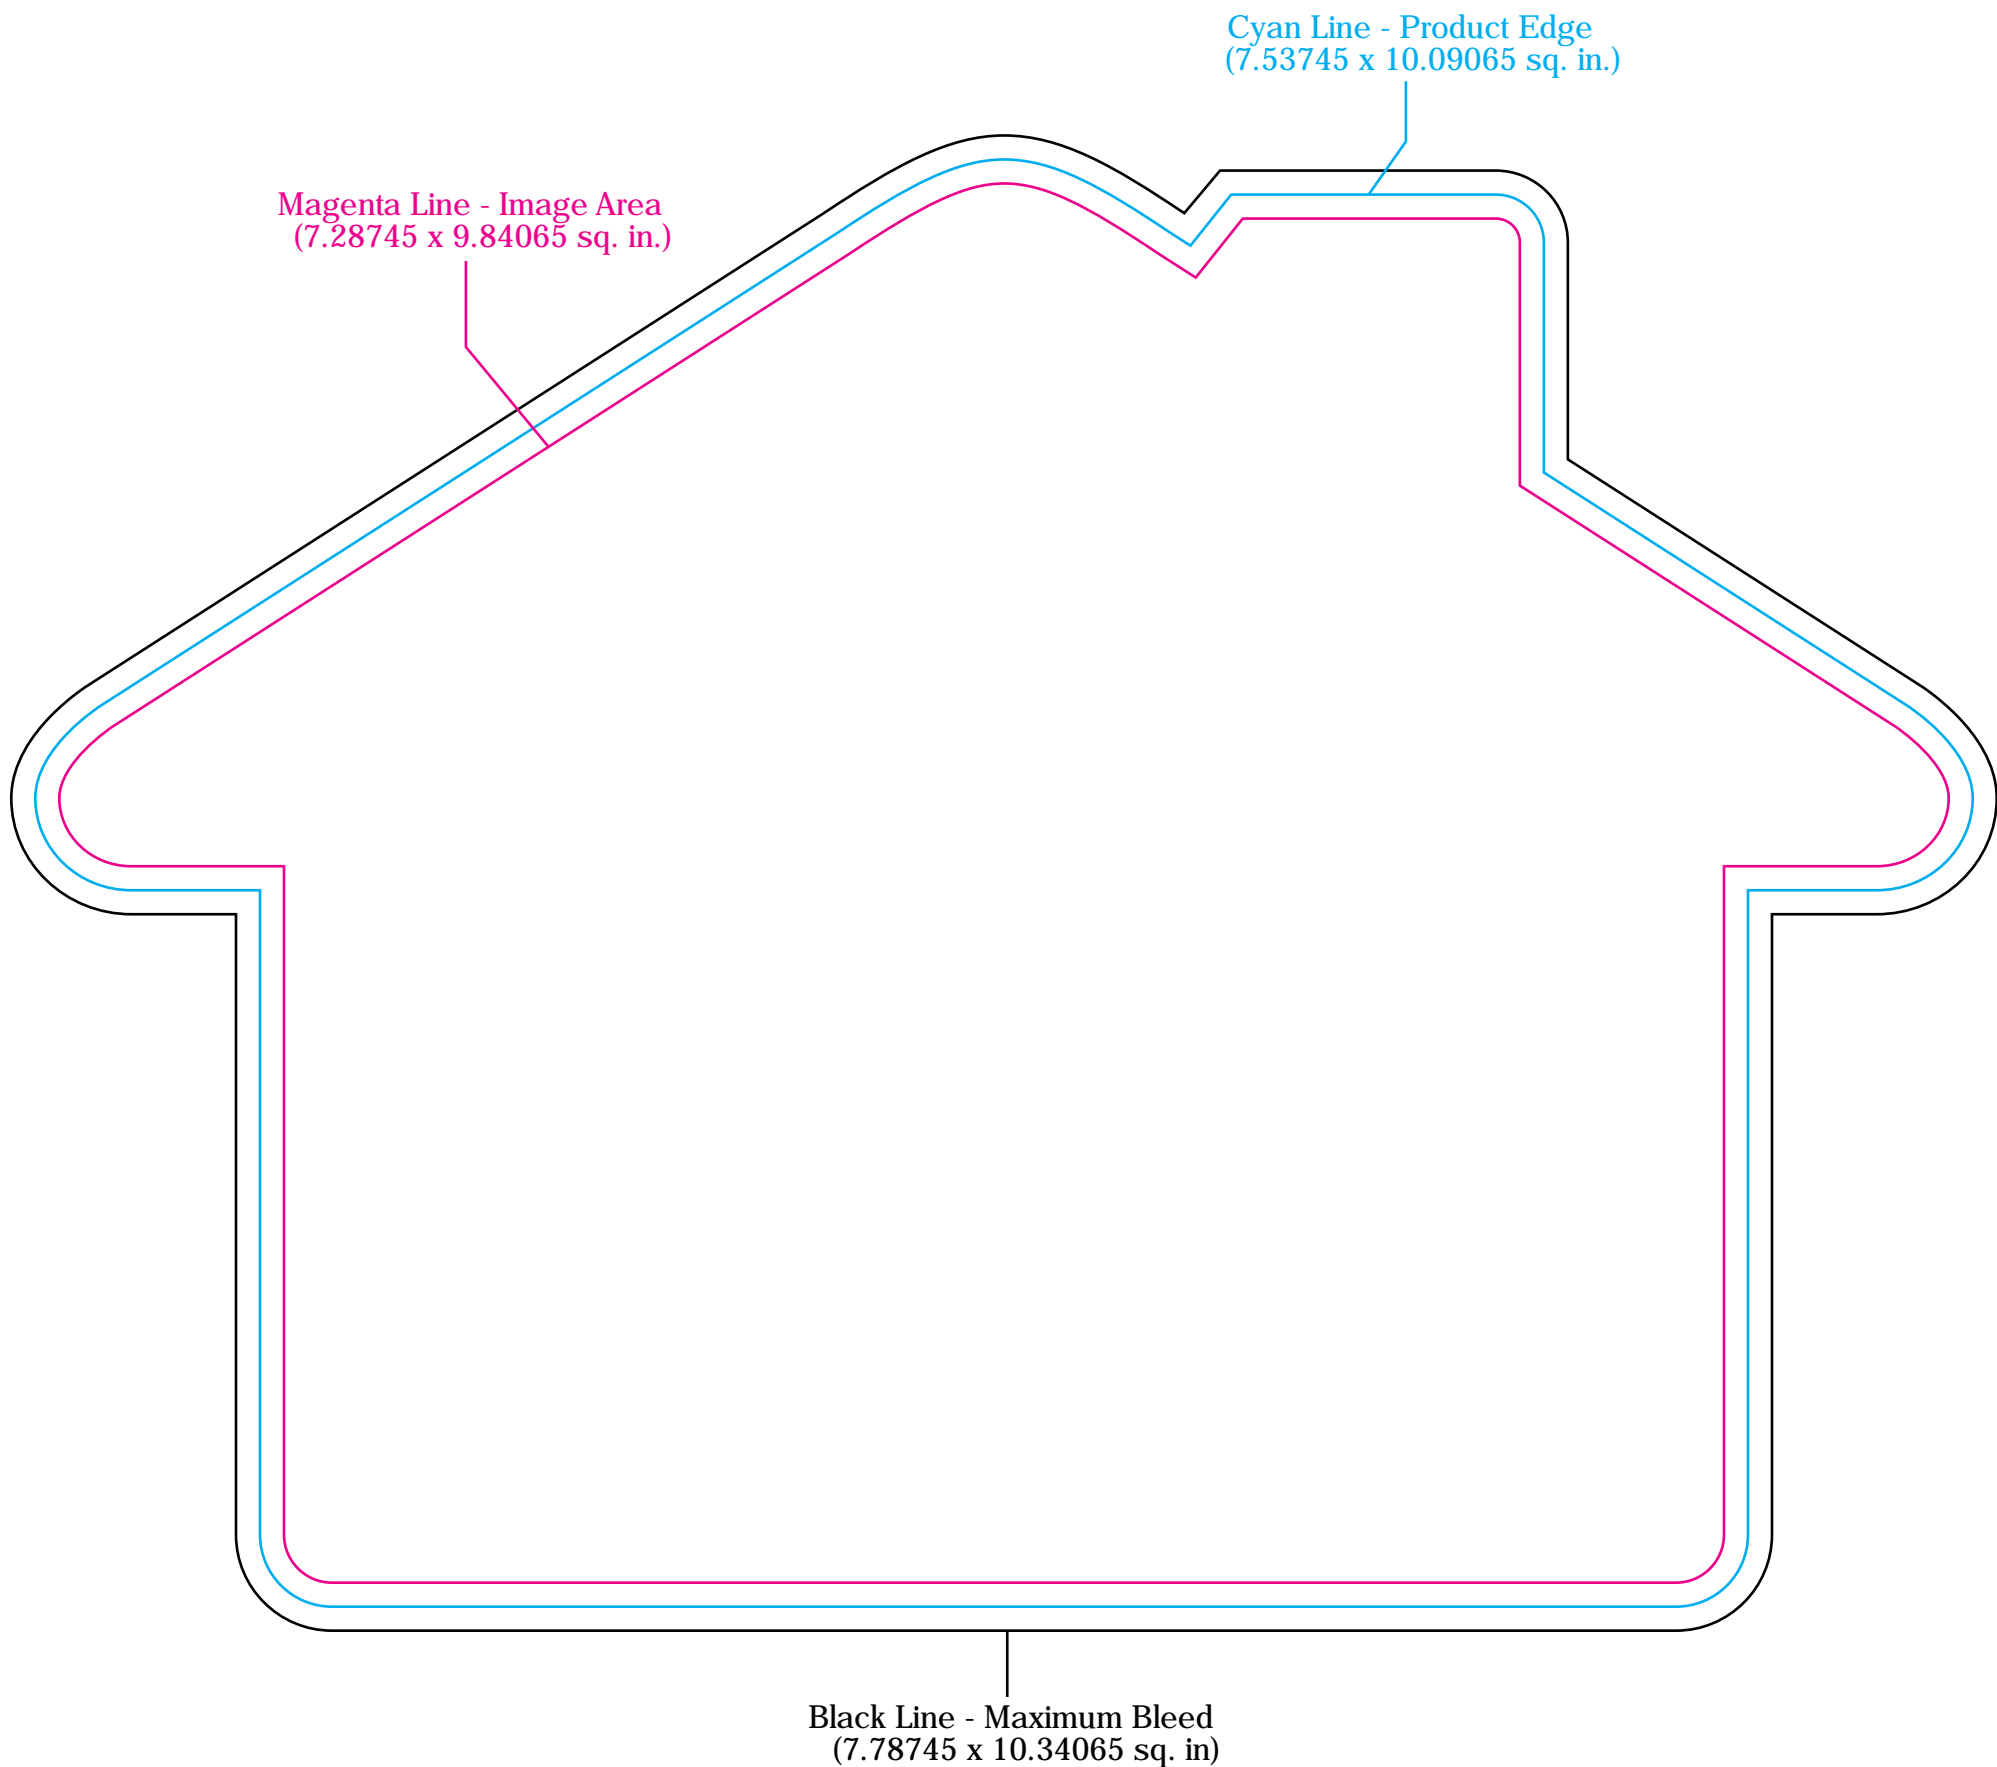 Cyan Line - Product Edge
(7.53745 x 10.09065 sq. in.)
Magenta Line - Image Area
(7.28745 x 9.84065 sq. in.)
Black Line - Maximum Bleed
(7.78745 x 10.34065 sq. in)